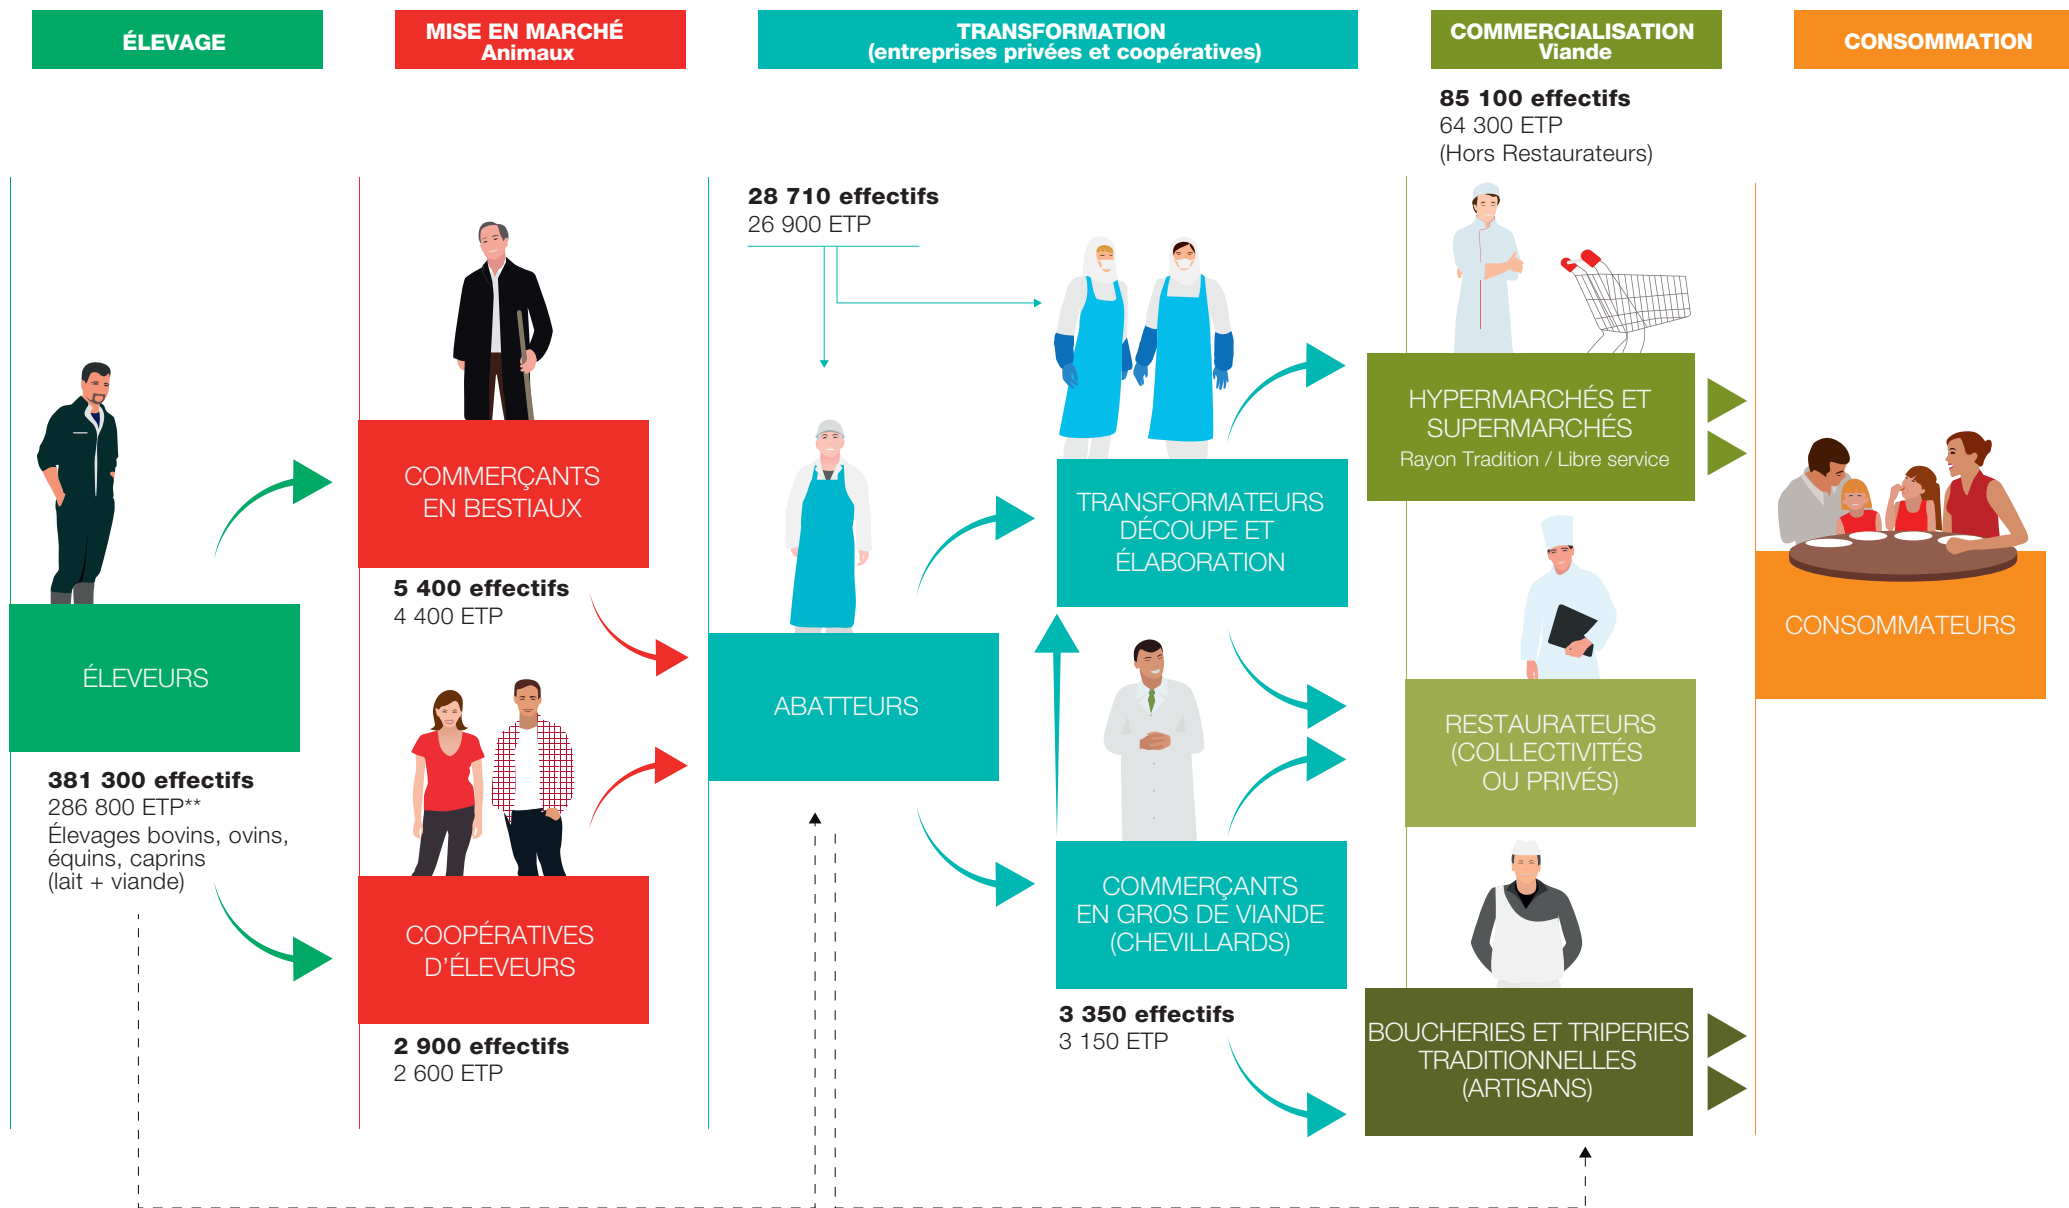 ÉLEVAGE
MISE EN MARCHÉ
Animaux
TRANSFORMATION
(entreprises privées et coopératives)
COMMERCIALISATION
Viande
CONSOMMATION
85 100 effectifs
64 300 ETP
(Hors Restaurateurs)
28 710 effectifs
26 900 ETP
ÉLEVEURS
381 300 effectifs
286 800 ETP**
Élevages bovins, ovins,
équins, caprins
(lait + viande)
COMMERÇANTS
EN BESTIAUX
5 400 effectifs
4 400 ETP
COOPÉRATIVES
D'ÉLEVEURS
2 900 effectifs
2 600 ETP
ABATTEURS
TRANSFORMATEURS
DÉCOUPE ET
ÉLABORATION
COMMERÇANTS
EN GROS DE VIANDE
(CHEVILLARDS)
3 350 effectifs
3 150 ETP
HYPERMARCHÉS ET
SUPERMARCHÉS
Rayon Tradition / Libre service
RESTAURATEURS
(COLLECTIVITÉS
OU PRIVÉS)
BOUCHERIES ET TRIPERIES
TRADITIONNELLES
(ARTISANS)
CONSOMMATEURS